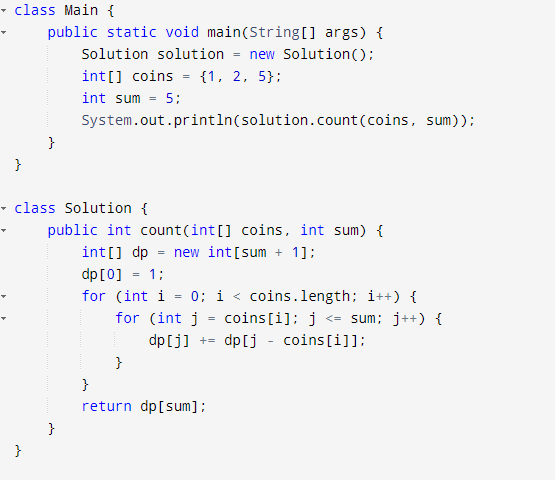 class Main {
    public static void main(String[] args) {
        Solution solution = new Solution();
        int[] coins = {1, 2, 5};
        int sum = 5;
        System.out.println(solution.count(coins, sum));
    }
}

class Solution {
    public int count(int[] coins, int sum) {
        int[] dp = new int[sum + 1];
        dp[0] = 1;
        for (int i = 0; i < coins.length; i++) {
            for (int j = coins[i]; j <= sum; j++) {
                dp[j] += dp[j - coins[i]];
            }
        }
        return dp[sum];
    }
}